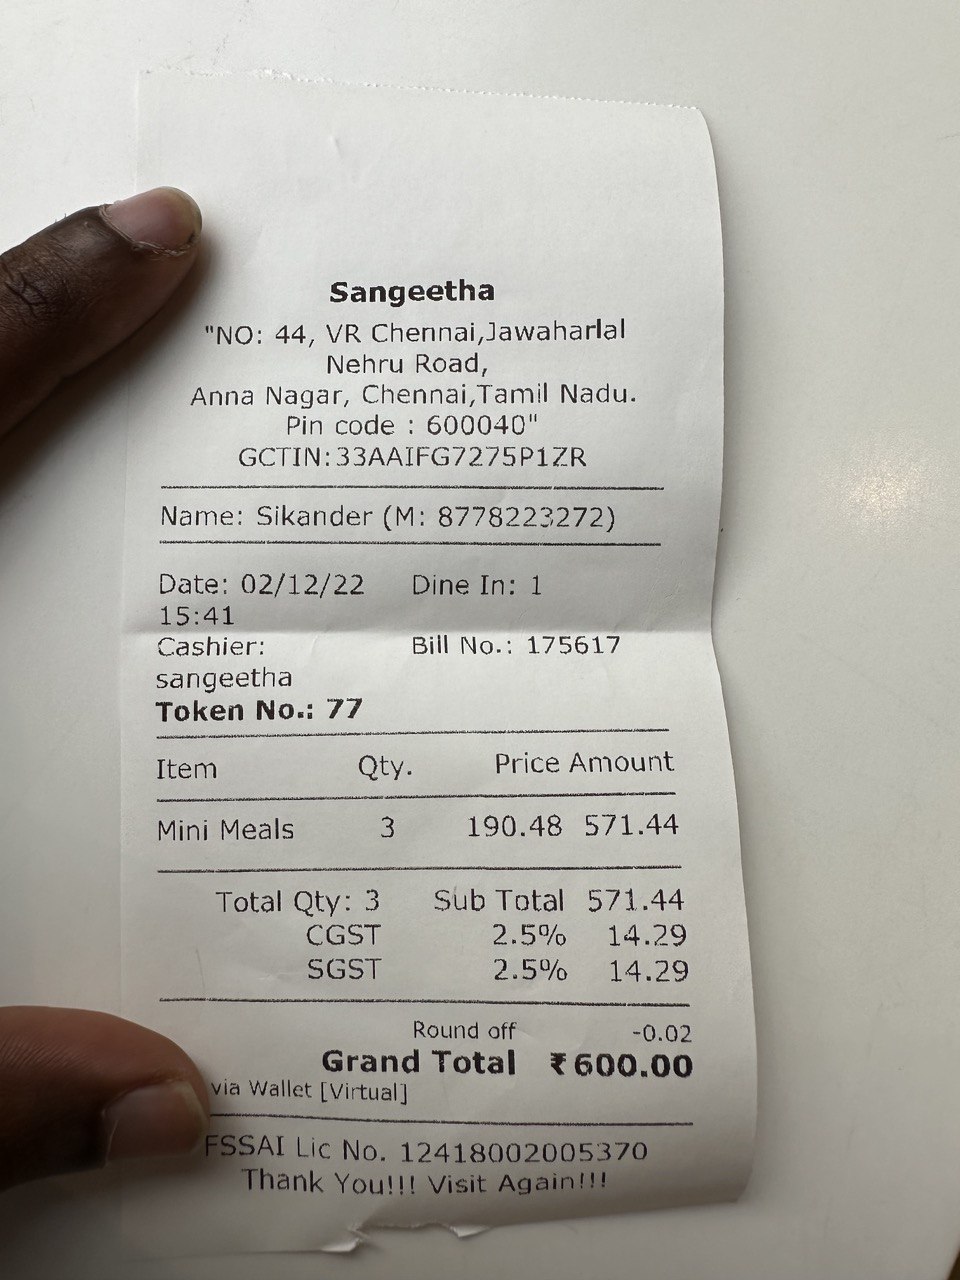 Sangeetha
"NO: 44, VR Chennai,Jawaharlal
Nehru Road,
Anna Nagar, Chennai,Tamil Nadu.
Pin code : 600040"
GCTIN:33AAIFG7275P1ZR
Name: Sikander (M: 8778223272)
Date: 02/12/22 Dine In: 1
15:41
Cashier: Bill No.: 175617
sangeetha
Token No.: 77
Item Qty. Price Amount
Mini Meals 3 190.48 571.44
Total Qty: 3 Sub Total 571.44
CGST 2.5% 14.29
SGST 2.5% 14.29
Round off -0.02
Grand Total ₹600.00
via Wallet [Virtual]
FSSAI Lic No. 12418002005370
Thank You!!! Visit Again!!!